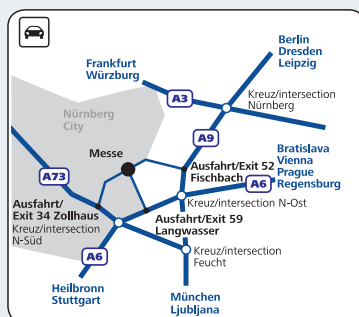 Berlin
Dresden
Leipzig
Frankfurt
Würzburg
A3
Kreuz/intersection
Nürnberg
Nürnberg
City
A9
Messe
Bratislava
Vienna
Prague
Regensburg
A73
Ausfahrt/Exit 52
Fischbach
A6
Ausfahrt/
Exit 34 Zollhaus
Kreuz/intersection
N-Süd
Kreuz/intersection N-Ost
Ausfahrt/Exit 59
Langwasser
A6
Kreuz/intersection
Feucht
Heilbronn
Stuttgart
München
Ljubljana